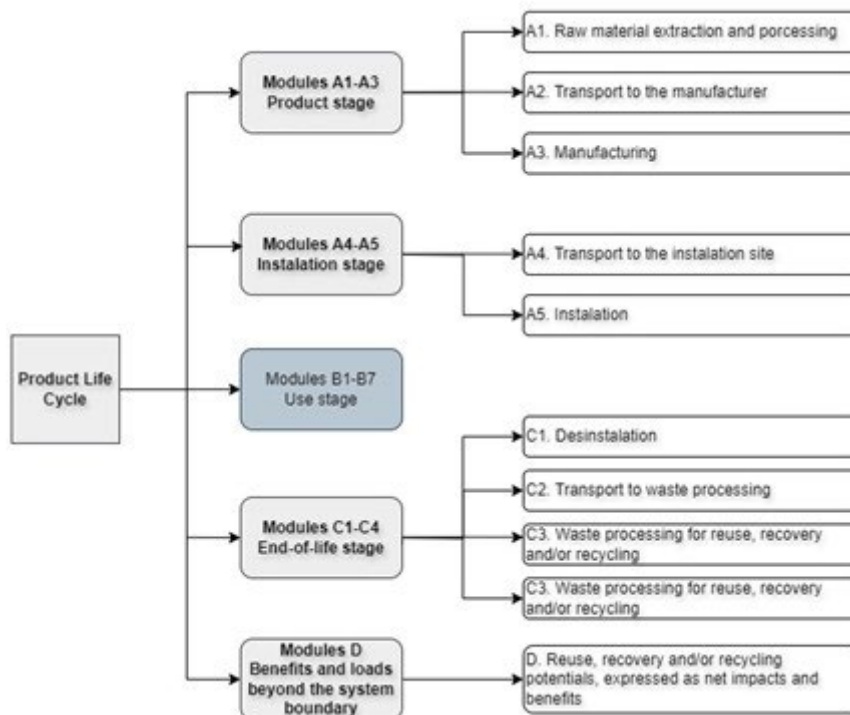 Product Life
Cycle
Modules A1-A3
Product stage
A1. Raw material extraction and porcessing
A2. Transport to the manufacturer
A3. Manufacturing
Modules A4-A5
Instalation stage
A4. Transport to the instalation site
A5. Instalation
Modules B1-B7
Use stage
Modules C1-C4
End-of-life stage
C1. Desinstalation
C2. Transport to waste processing
C3. Waste processing for reuse, recovery
and/or recycling
C3. Waste processing for reuse, recovery
and/or recycling
Modules D
Benefits and loads
beyond the system
boundary
D. Reuse, recovery and/or recycling
potentials, expressed as net impacts and
benefits